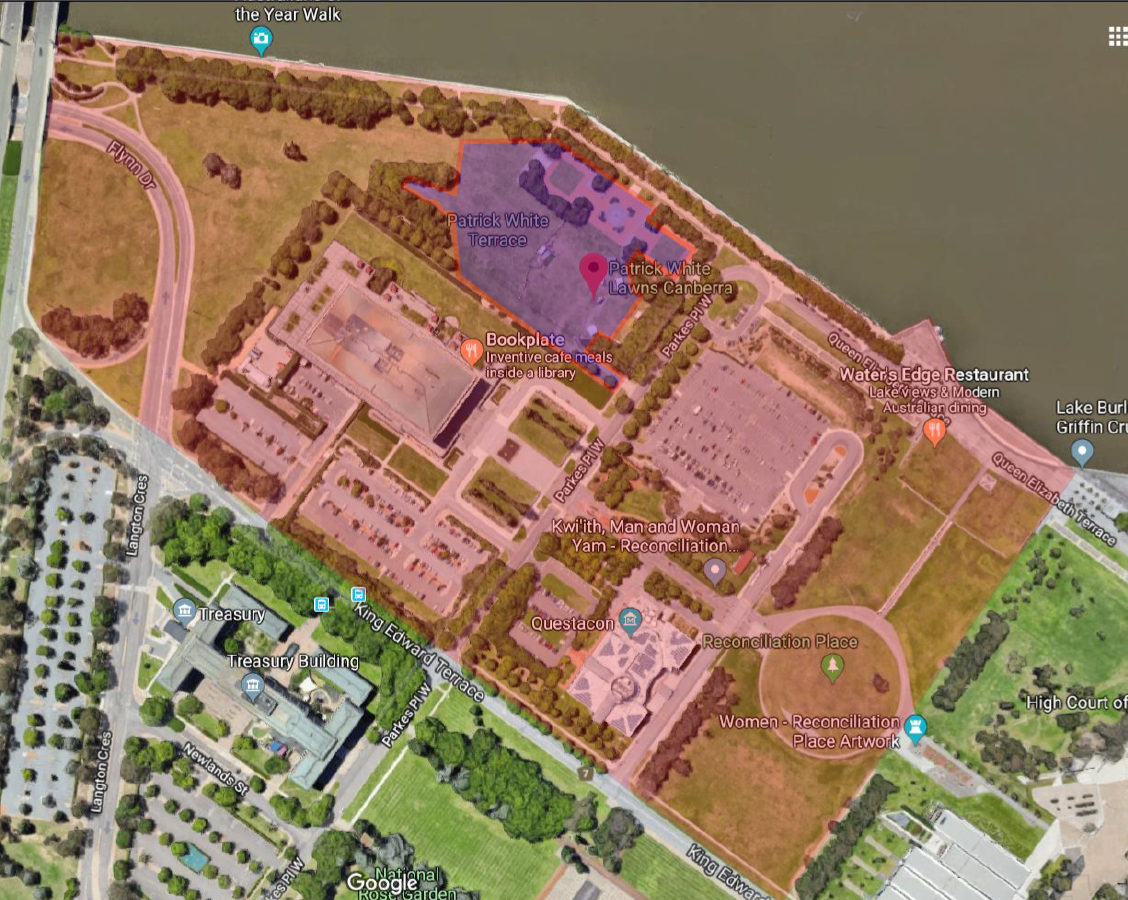 the Year Walk
Flynn Dr
Patrick White
Terrace
Patrick White
Lawns Canberra
Parkes Pl W
Bookplate
Inventive cafe meals
inside a library
Queen
Water's Edge Restaurant
Lake views & Modern
Australian dining
Lake Burl
Griffin Cru
Queen Elizabeth Terrace
Parkes Pl W
Langton Cres
Kwi'ith, Man and Woman
Yam - Reconciliation...
Treasury
King Edward Terrace
Questacon
Reconciliation Place
Treasury Building
Parkes Pl W
High Court of
Women - Reconciliation
Place Artwork
Langton Cres
Newlands St
7
King Edward
Google
National
Rose Garden
kes Pl W